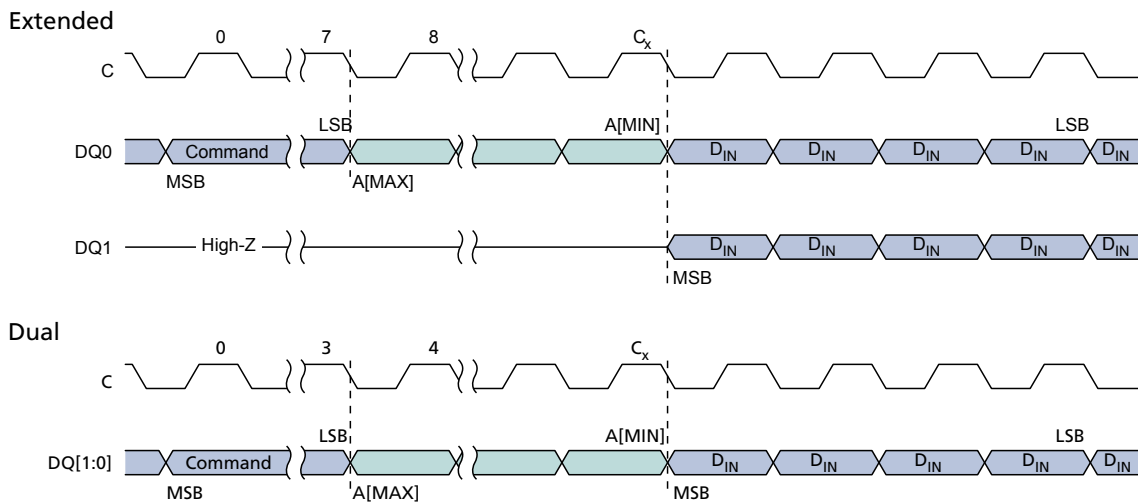 Extended
0 7 8 Cx
C
LSB A[MIN] LSB
DQ0 Command DIN DIN DIN DIN DIN
MSB A[MAX]
DQ1 High-Z DIN DIN DIN DIN DIN
MSB
Dual
0 3 4 Cx
C
LSB A[MIN] LSB
DQ[1:0] Command DIN DIN DIN DIN DIN
MSB A[MAX] MSB